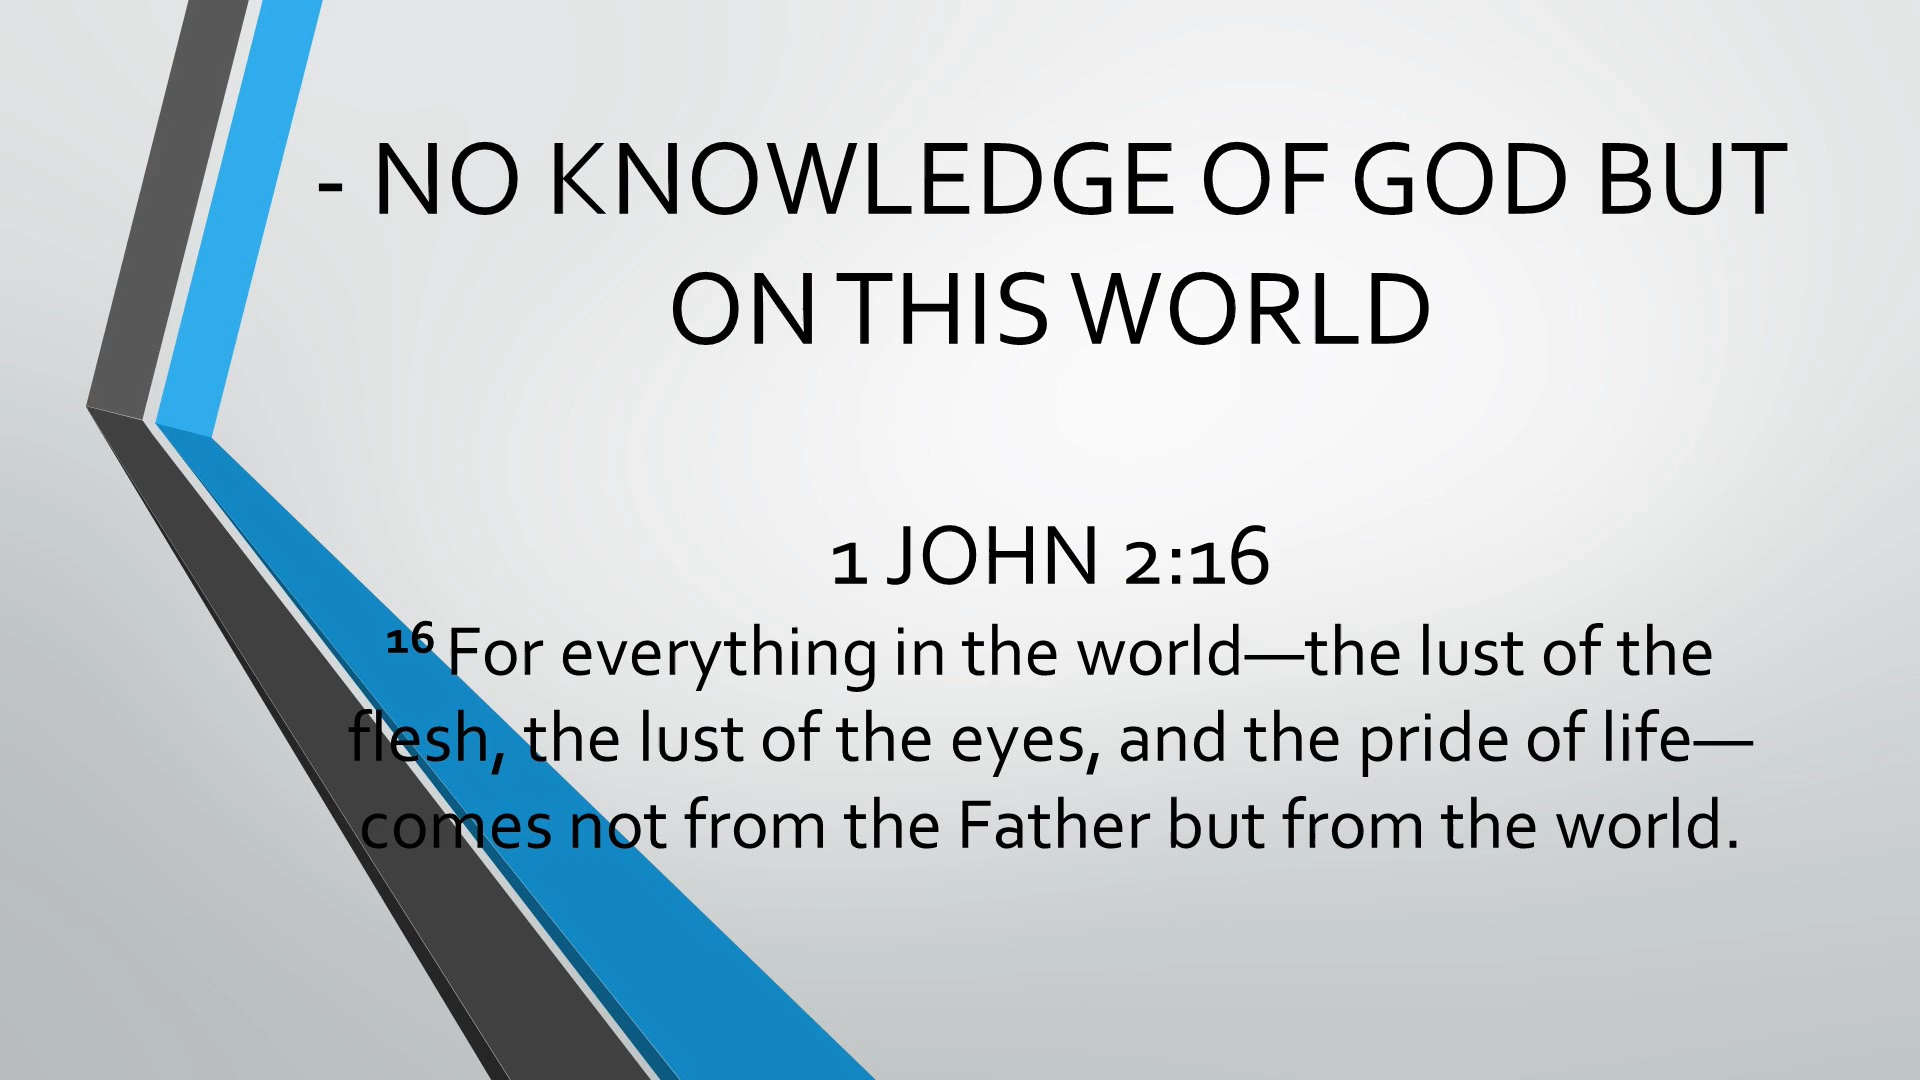 - NO KNOWLEDGE OF GOD BUT
ON THIS WORLD
1 JOHN 2:16
16 For everything in the world—the lust of the
flesh, the lust of the eyes, and the pride of life—
comes not from the Father but from the world.